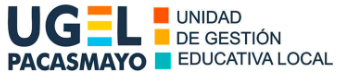 UGEL
PACASMAYO
UNIDAD
DE GESTIÓN
EDUCATIVA LOCAL